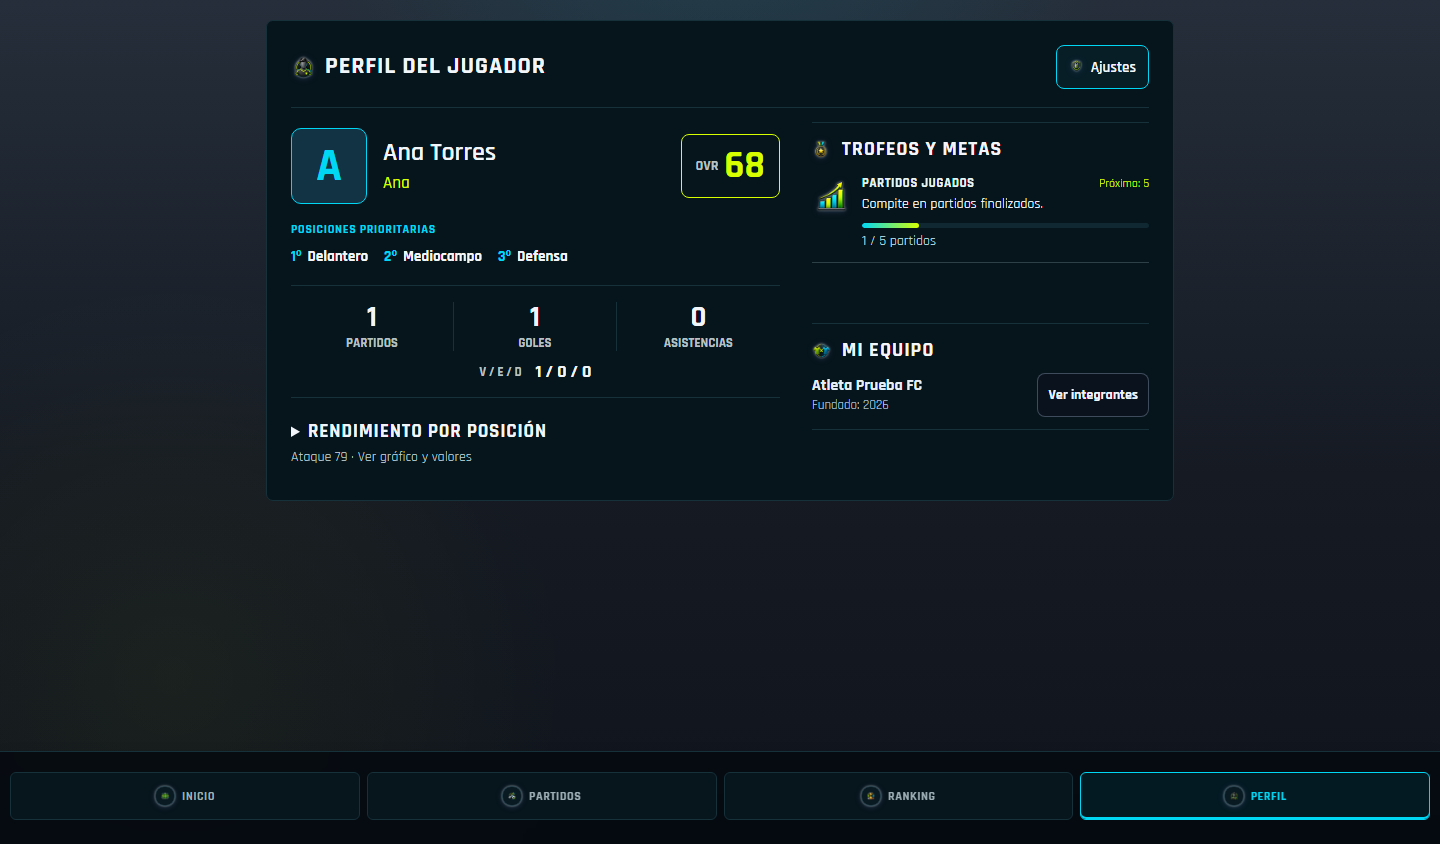 PERFIL DEL JUGADOR
Ajustes
A
Ana Torres
Ana
OVR 68
POSICIONES PRIORITARIAS
1º Delantero 2º Mediocampo 3º Defensa
1
PARTIDOS
1
GOLES
0
ASISTENCIAS
V / E / D 1 / 0 / 0
RENDIMIENTO POR POSICIÓN
Ataque 79 · Ver gráfico y valores
TROFEOS Y METAS
PARTIDOS JUGADOS
Próxima: 5
Compite en partidos finalizados.
1 / 5 partidos
MI EQUIPO
Atleta Prueba FC
Fundado: 2026
Ver integrantes
INICIO
PARTIDOS
RANKING
PERFIL